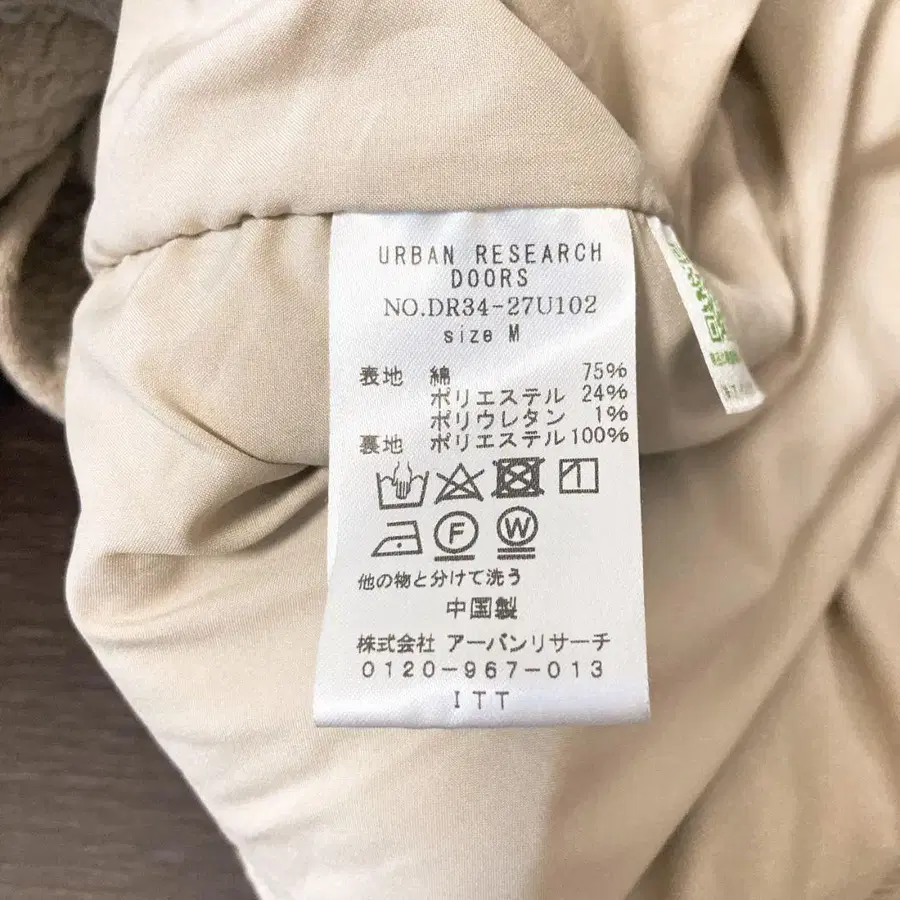 URBAN RESEARCH
DOORS
NO.DR34-27U102
size M
表地 綿 75%
ポリエステル 24%
ポリウレタン 1%
裏地 ポリエステル 100%
F W
他の物と分けて洗う
中国製
株式会社 アーバンリサーチ
0120-967-013
ITT